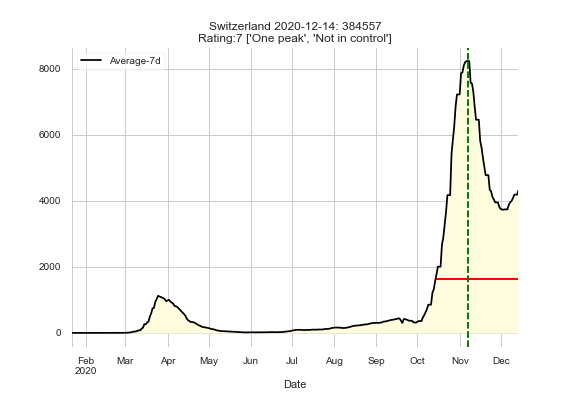 Switzerland 2020-12-14: 384557
Rating:7 ['One peak', 'Not in control']
Average-7d
8000
6000
4000
2000
0
Feb Mar Apr May Jun Jul Aug Sep Oct Nov Dec
2020
Date